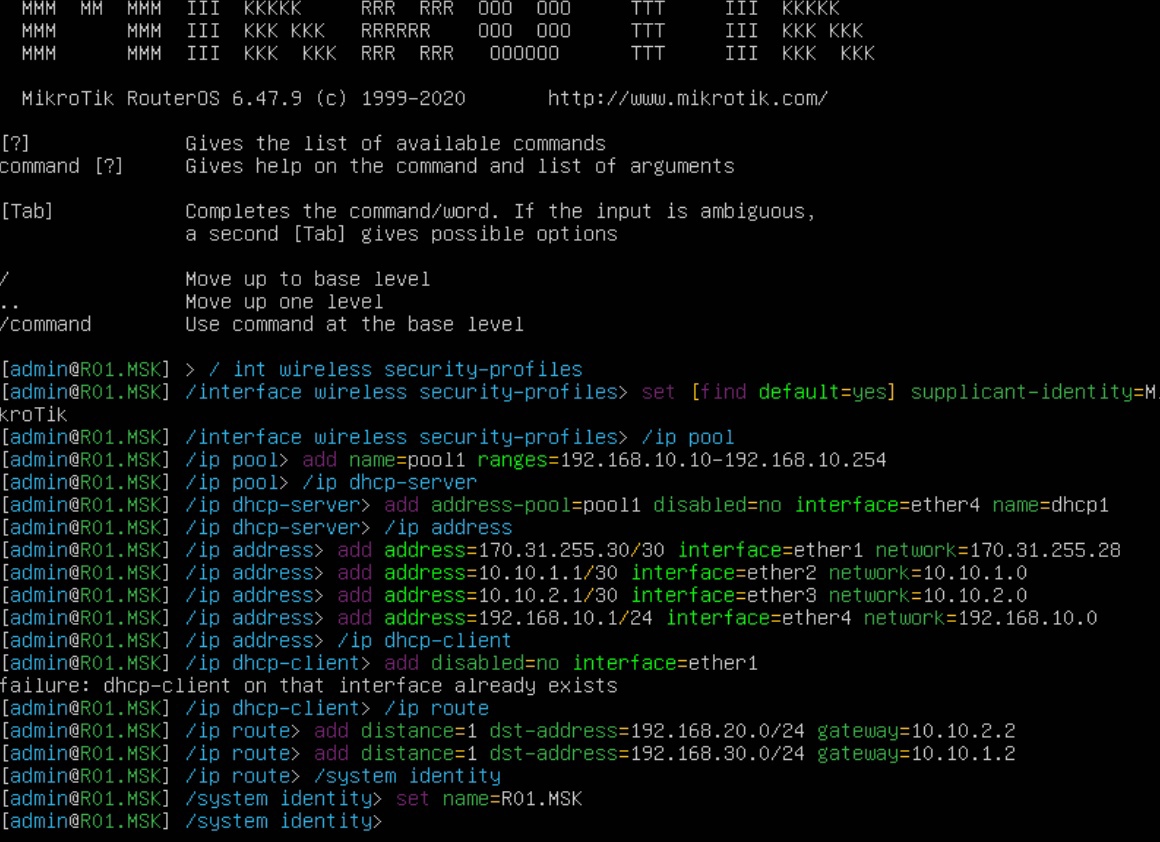 MMM  MM  MMM  III  KKKKK     RRR  RRR  OOO  OOO     TTT     III  KKKKK
MMM      MMM  III  KKK KKK   RRRRRR    OOO  OOO     TTT     III  KKK KKK
MMM      MMM  III  KKK  KKK  RRR  RRR   OOOOOO      TTT     III  KKK  KKK
MikroTik RouterOS 6.47.9 (c) 1999-2020       http://www.mikrotik.com/
[?]             Gives the list of available commands
command [?]     Gives help on the command and list of arguments
[Tab]           Completes the command/word. If the input is ambiguous,
a second [Tab] gives possible options
/               Move up to base level
..              Move up one level
/command        Use command at the base level
[admin@R01.MSK] > / int wireless security-profiles
[admin@R01.MSK] /interface wireless security-profiles> set [find default=yes] supplicant-identity=Mi
kroTik
[admin@R01.MSK] /interface wireless security-profiles> /ip pool
[admin@R01.MSK] /ip pool> add name=pool1 ranges=192.168.10.10-192.168.10.254
[admin@R01.MSK] /ip pool> /ip dhcp-server
[admin@R01.MSK] /ip dhcp-server> add address-pool=pool1 disabled=no interface=ether4 name=dhcp1
[admin@R01.MSK] /ip dhcp-server> /ip address
[admin@R01.MSK] /ip address> add address=170.31.255.30/30 interface=ether1 network=170.31.255.28
[admin@R01.MSK] /ip address> add address=10.10.1.1/30 interface=ether2 network=10.10.1.0
[admin@R01.MSK] /ip address> add address=10.10.2.1/30 interface=ether3 network=10.10.2.0
[admin@R01.MSK] /ip address> add address=192.168.10.1/24 interface=ether4 network=192.168.10.0
[admin@R01.MSK] /ip address> /ip dhcp-client
[admin@R01.MSK] /ip dhcp-client> add disabled=no interface=ether1
failure: dhcp-client on that interface already exists
[admin@R01.MSK] /ip dhcp-client> /ip route
[admin@R01.MSK] /ip route> add distance=1 dst-address=192.168.20.0/24 gateway=10.10.2.2
[admin@R01.MSK] /ip route> add distance=1 dst-address=192.168.30.0/24 gateway=10.10.1.2
[admin@R01.MSK] /ip route> /system identity
[admin@R01.MSK] /system identity> set name=R01.MSK
[admin@R01.MSK] /system identity>